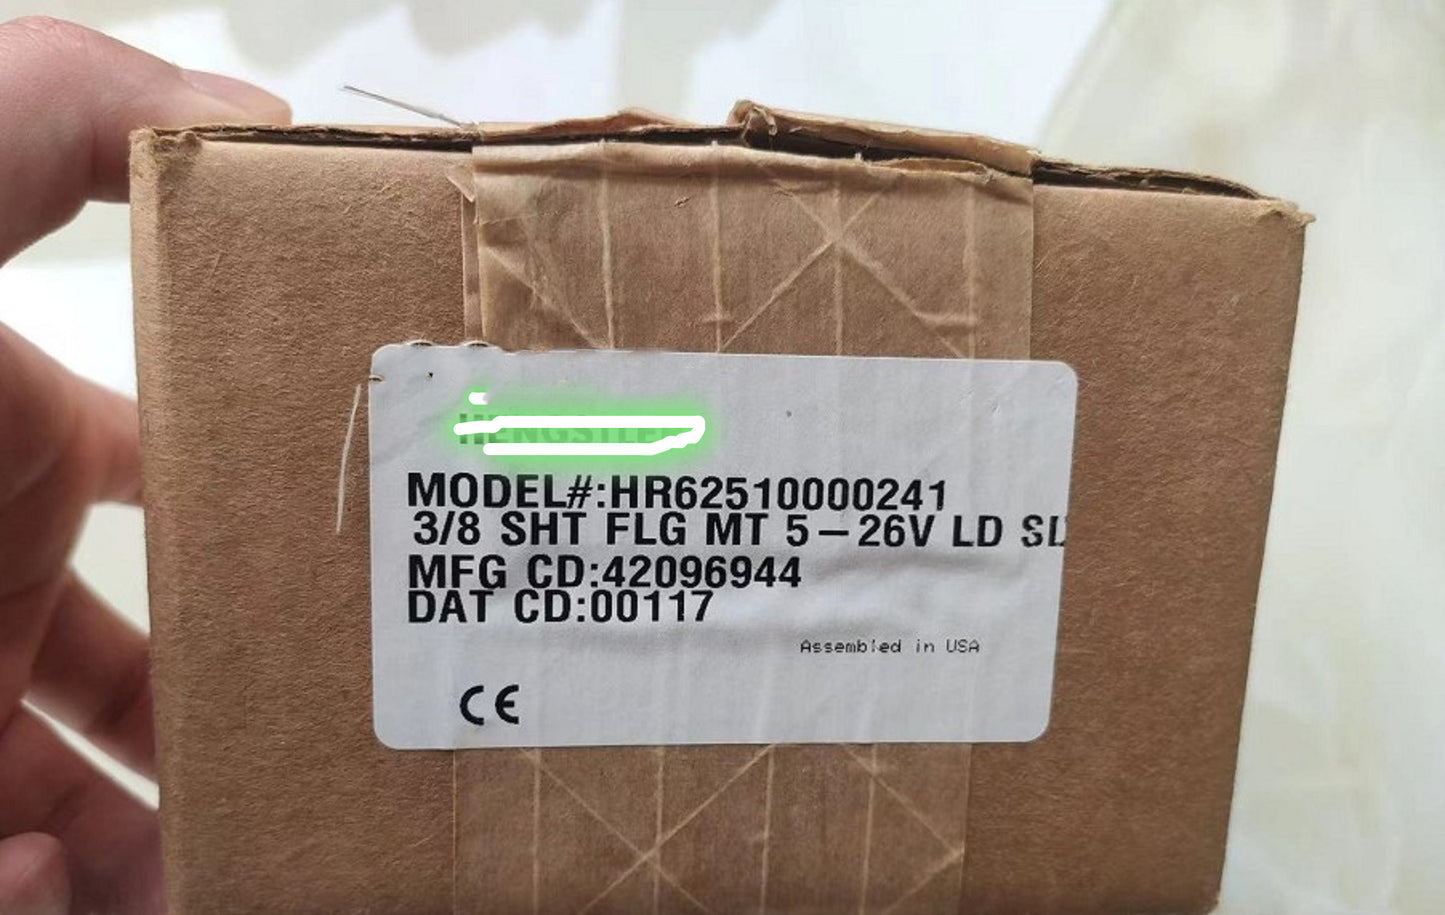 MODEL#:HR62510000241
3/8 SHT FLG MT 5-26V LD
MFG CD:42096944
DAT CD:00117
Assembled in USA
CE